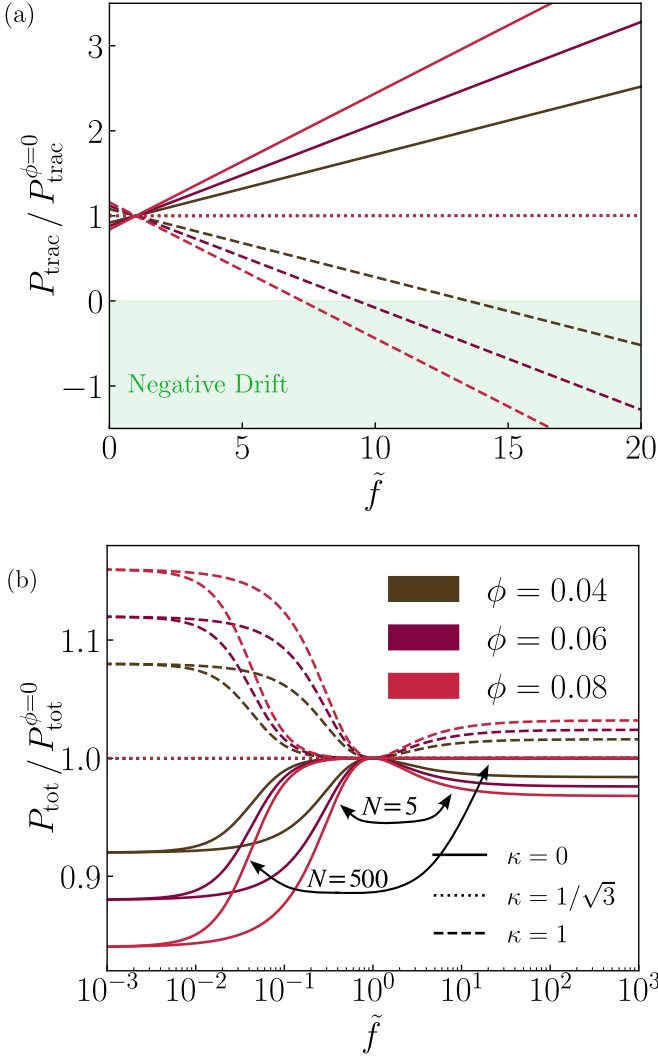 (a)
P_trac / P_trac^{ϕ=0}
3
2
1
0
−1
Negative Drift
0 5 10 15 20
f̃
(b)
P_tot / P_tot^{ϕ=0}
1.1
1.0
0.9
ϕ = 0.04
ϕ = 0.06
ϕ = 0.08
N=5
N=500
κ = 0
κ = 1/√3
κ = 1
10^{−3} 10^{−2} 10^{−1} 10^0 10^1 10^2 10^3
f̃